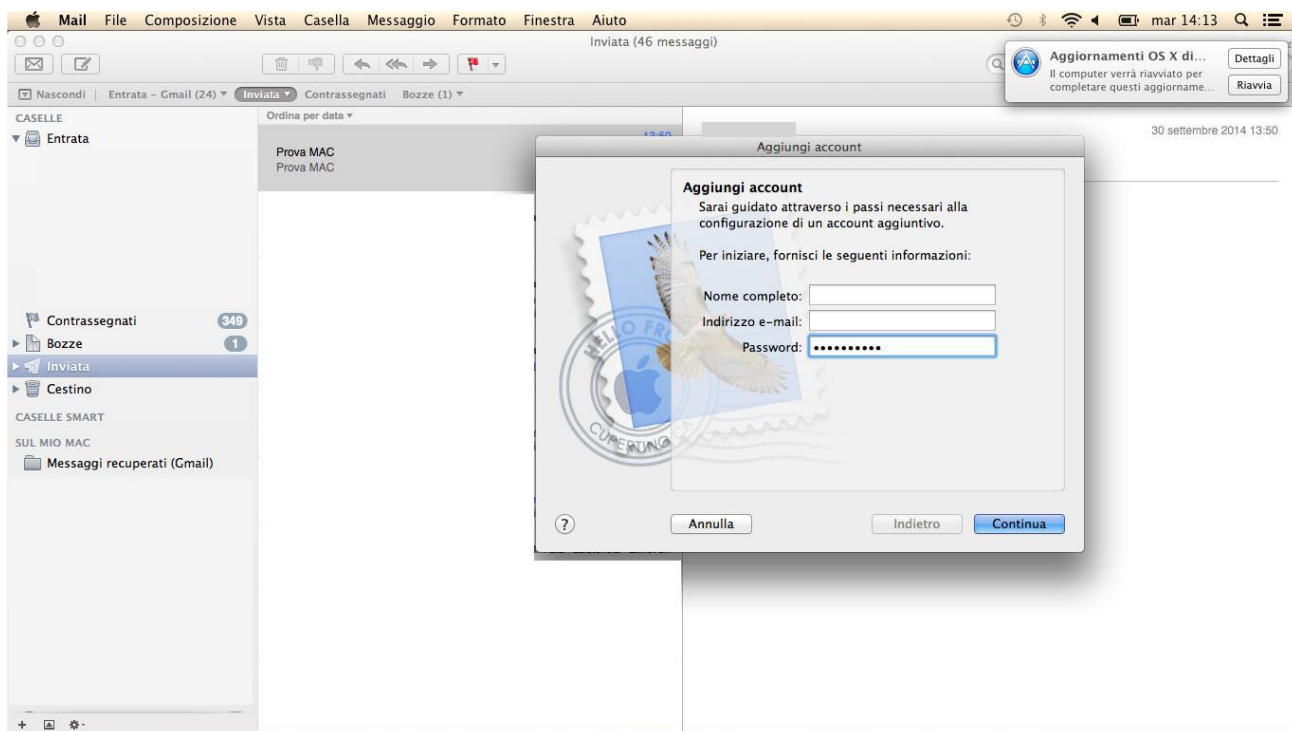 Mail File Composizione Vista Casella Messaggio Formato Finestra Aiuto mar 14:13
Inviata (46 messaggi)
Aggiornamenti OS X di...
Il computer verrà riavviato per
completare questi aggiorname...
Dettagli
Riavvia
Nascondi | Entrata – Gmail (24) Inviata Contrassegnati Bozze (1)
CASELLE
Entrata
Contrassegnati 349
Bozze 1
Inviata
Cestino
CASELLE SMART
SUL MIO MAC
Messaggi recuperati (Gmail)
Ordina per data
13:50
Prova MAC
Prova MAC
30 settembre 2014 13:50
Aggiungi account
Aggiungi account
Sarai guidato attraverso i passi necessari alla
configurazione di un account aggiuntivo.
Per iniziare, fornisci le seguenti informazioni:
Nome completo:
Indirizzo e-mail:
Password: ••••••••••
HELLO FRO
CUPERTINO CA
? Annulla Indietro Continua